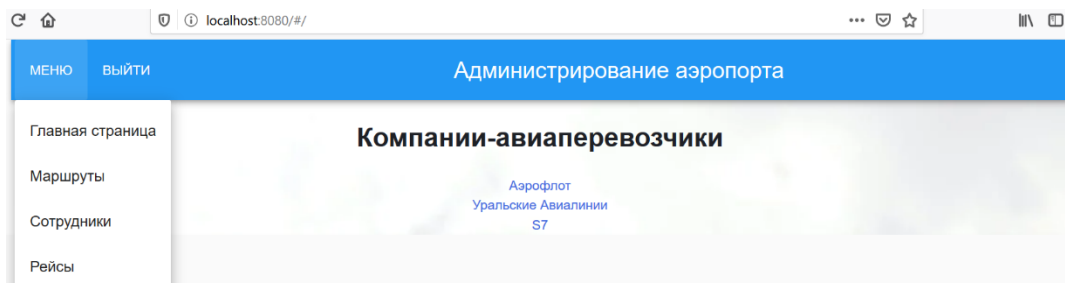 localhost:8080/#/
МЕНЮ ВЫЙТИ Администрирование аэропорта
Главная страница
Маршруты
Сотрудники
Рейсы
Компании-авиаперевозчики
Аэрофлот
Уральские Авиалинии
S7